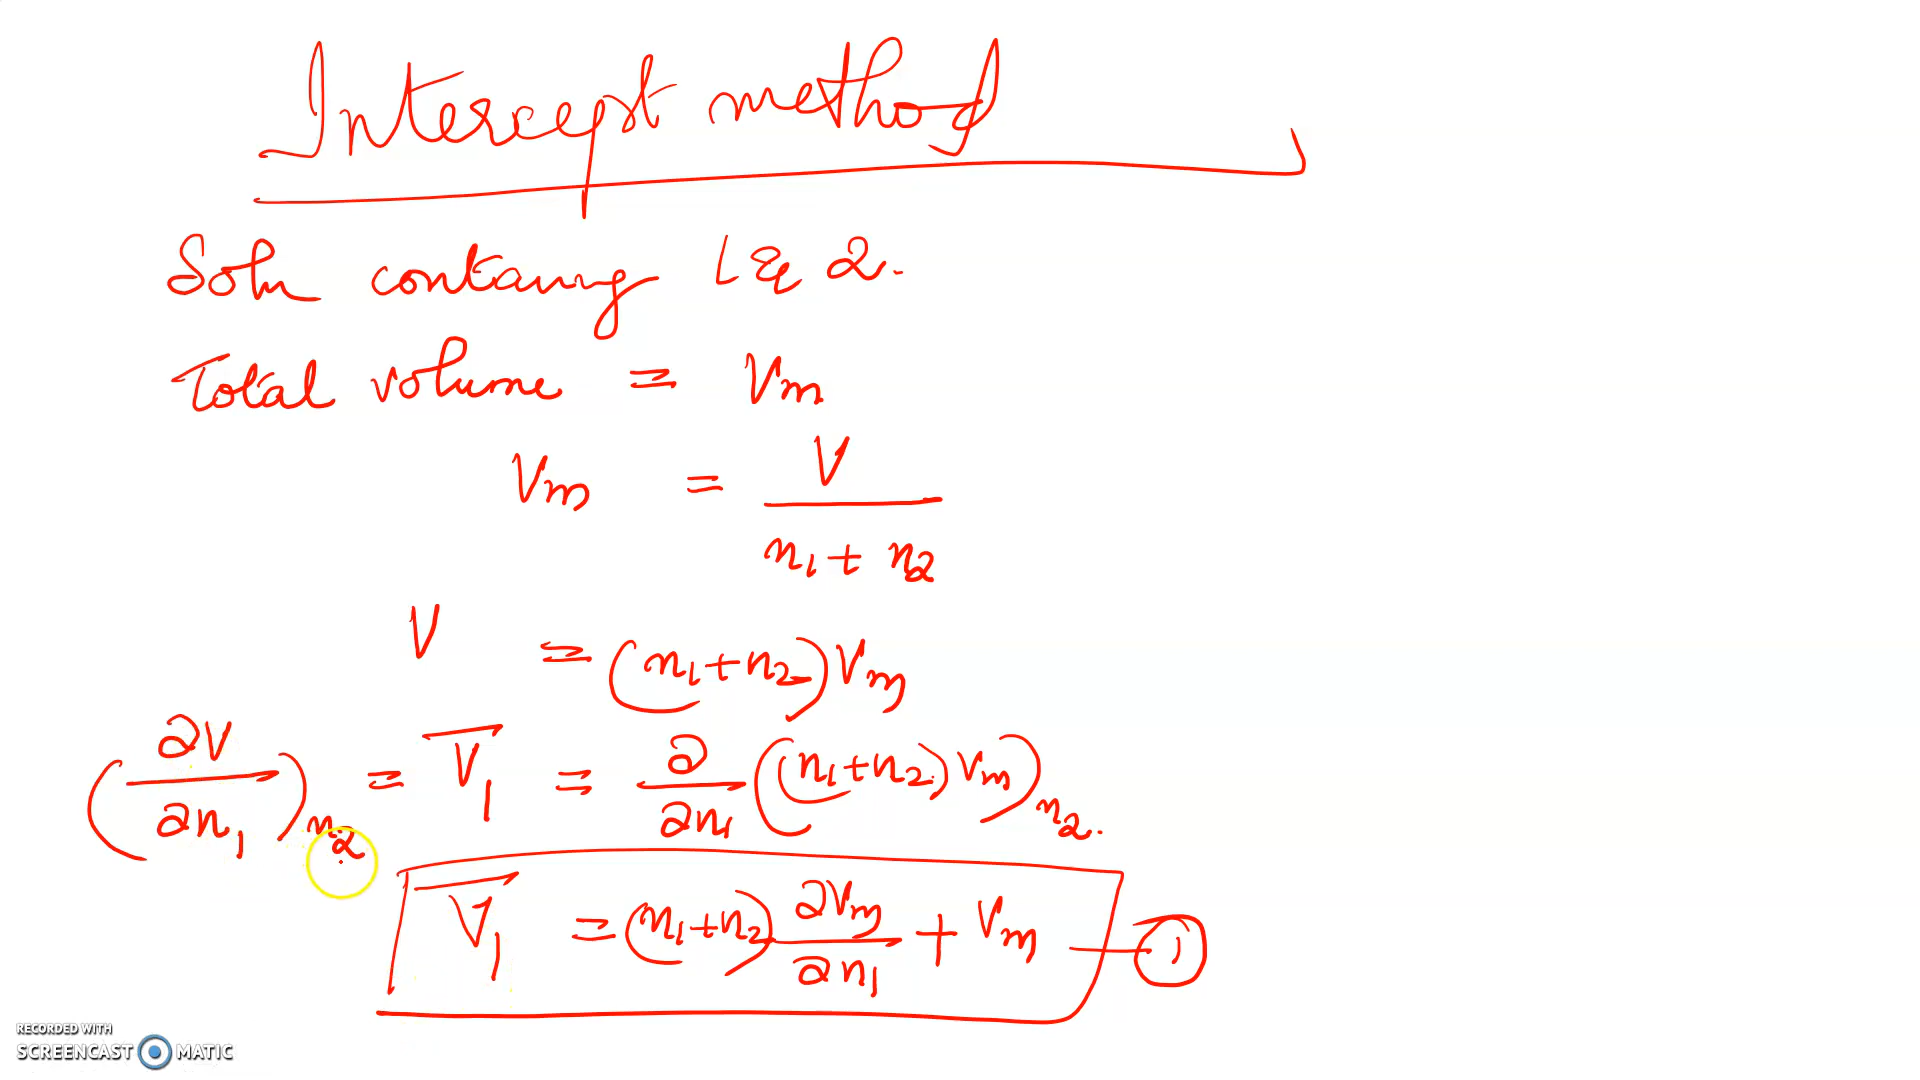 Intercept method
Soln containing 1 & 2.
Total volume = Vm
Vm = V / n1 + n2
V = (n1+n2)Vm
(∂V/∂n1)n2 = V̅1 = ∂/∂n1 ((n1+n2)Vm)n2.
V̅1 = (n1+n2) ∂Vm/∂n1 + Vm — ①
RECORDED WITH
SCREENCAST MATIC